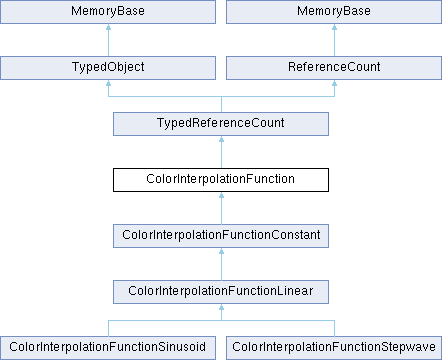 MemoryBase
MemoryBase
TypedObject
ReferenceCount
TypedReferenceCount
ColorInterpolationFunction
ColorInterpolationFunctionConstant
ColorInterpolationFunctionLinear
ColorInterpolationFunctionSinusoid
ColorInterpolationFunctionStepwave